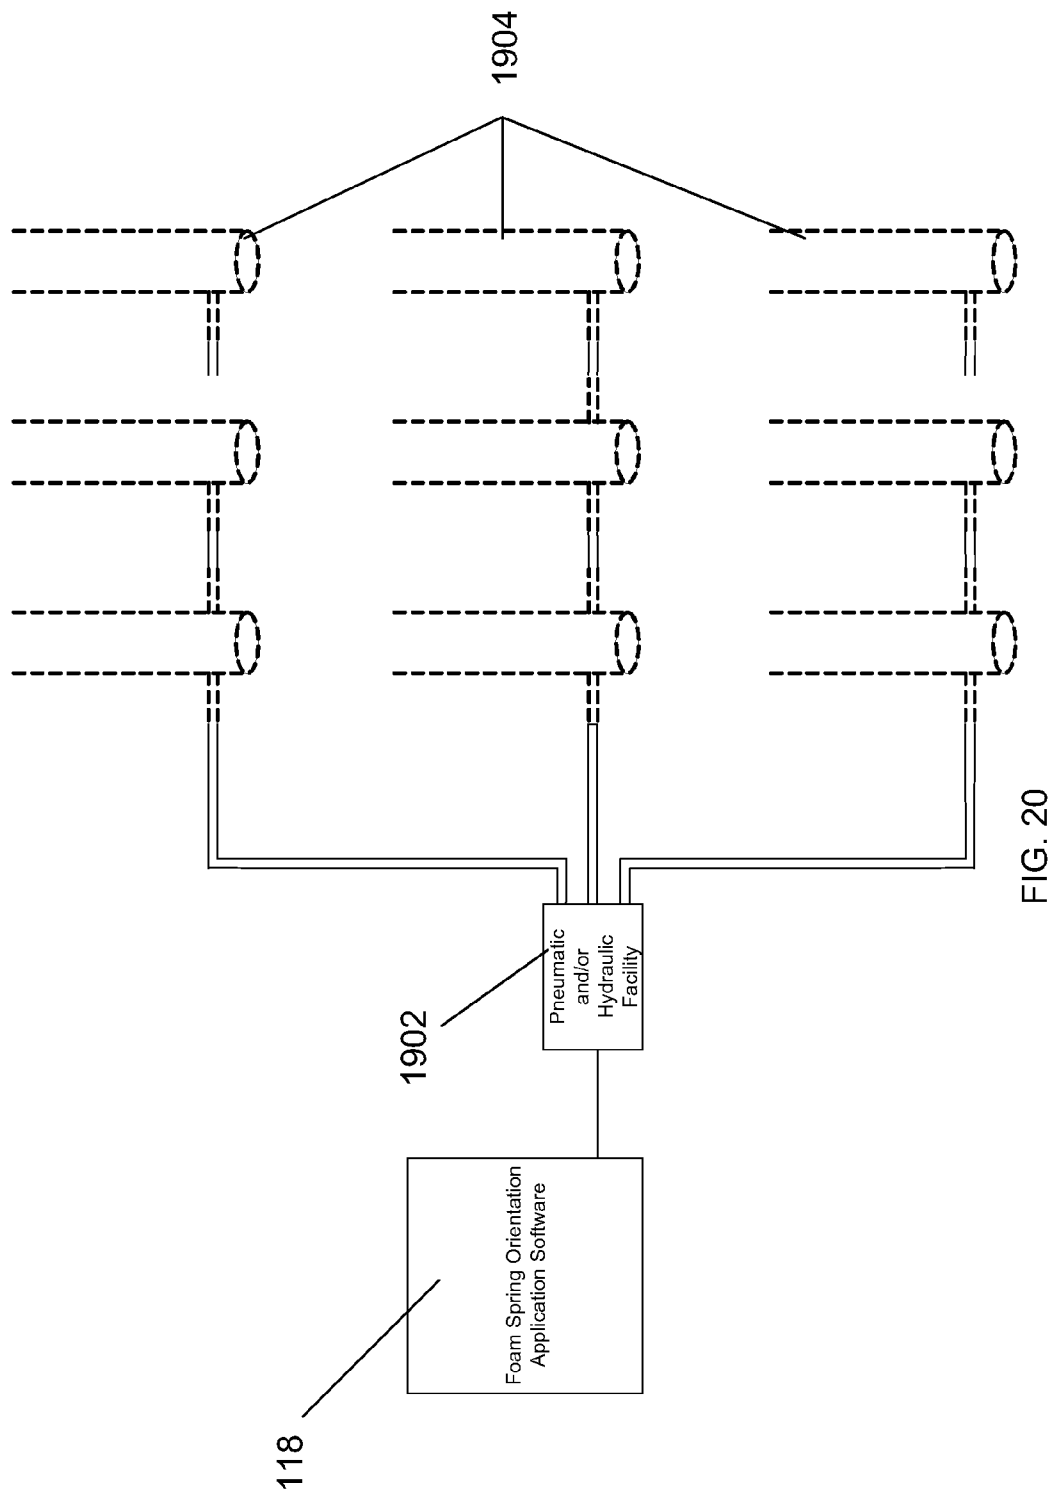 118
Foam Spring Orientation
Application Software
1902
Pneumatic
and/or
Hydraulic
Facility
1904
FIG. 20